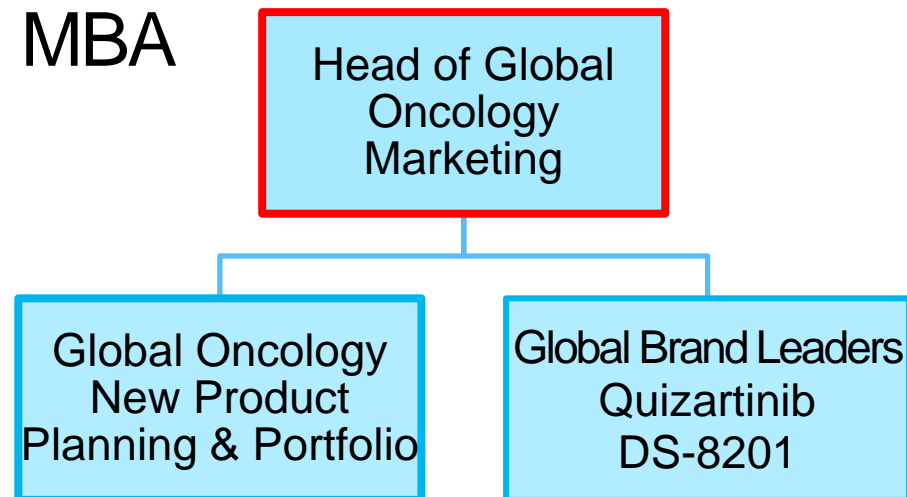 MBA
Head of Global
Oncology
Marketing
Global Oncology
New Product
Planning & Portfolio
Global Brand Leaders
Quizartinib
DS-8201